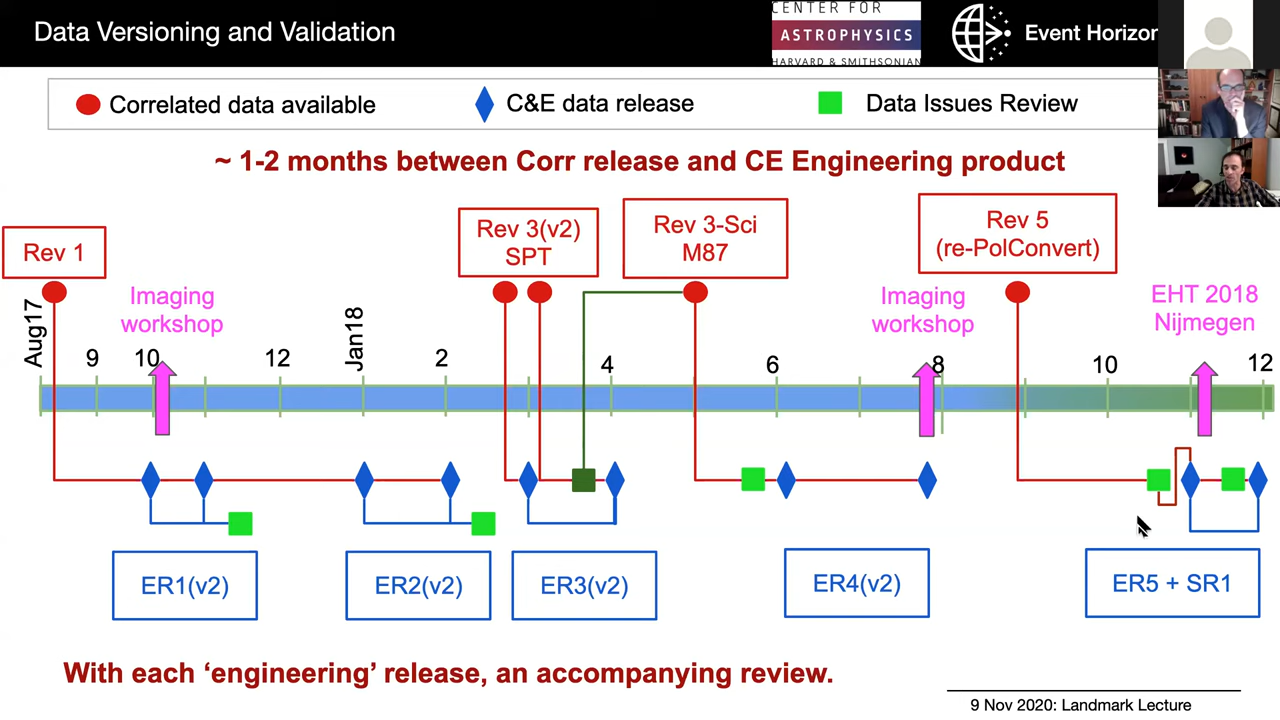 Data Versioning and Validation
CENTER FOR
ASTROPHYSICS
HARVARD & SMITHSONIAN
Event Horizon
Correlated data available
C&E data release
Data Issues Review
~ 1-2 months between Corr release and CE Engineering product
Rev 1
Rev 3(v2)
SPT
Rev 3-Sci
M87
Rev 5
(re-PolConvert)
Imaging
workshop
Imaging
workshop
EHT 2018
Nijmegen
Aug17
9
10
12
Jan18
2
4
6
8
10
12
ER1(v2)
ER2(v2)
ER3(v2)
ER4(v2)
ER5 + SR1
With each ‘engineering’ release, an accompanying review.
9 Nov 2020: Landmark Lecture